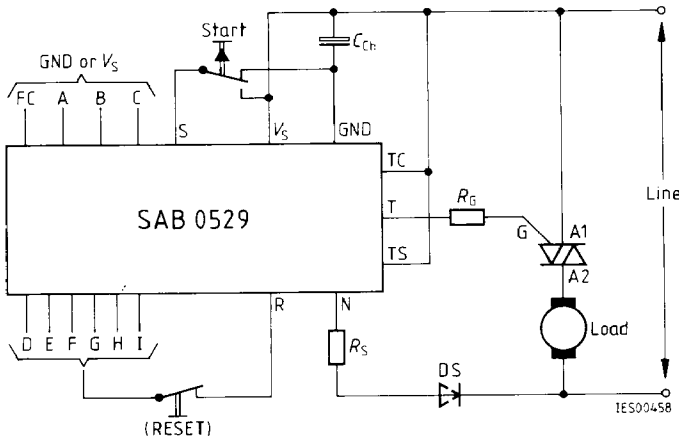 Start
C_Ch
GND or V_S
FC A B C
S
V_S
GND
TC
SAB 0529
T
R_G
G
A1
Line
TS
A2
D E F G H I
R
N
R_S
Load
DS
IES00458
(RESET)